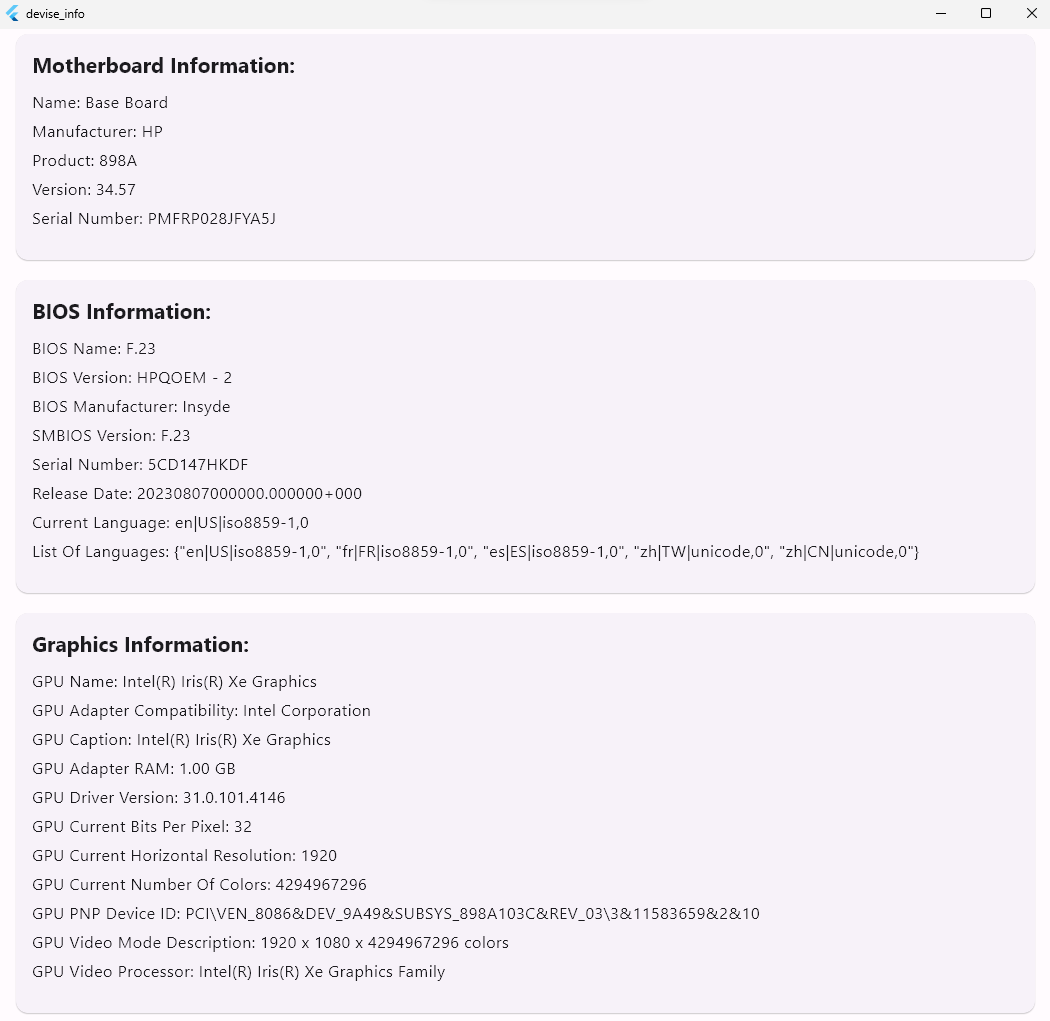 devise_info
Motherboard Information:
Name: Base Board
Manufacturer: HP
Product: 898A
Version: 34.57
Serial Number: PMFRP028JFYA5J
BIOS Information:
BIOS Name: F.23
BIOS Version: HPQOEM - 2
BIOS Manufacturer: Insyde
SMBIOS Version: F.23
Serial Number: 5CD147HKDF
Release Date: 20230807000000.000000+000
Current Language: en|US|iso8859-1,0
List Of Languages: {"en|US|iso8859-1,0", "fr|FR|iso8859-1,0", "es|ES|iso8859-1,0", "zh|TW|unicode,0", "zh|CN|unicode,0"}
Graphics Information:
GPU Name: Intel(R) Iris(R) Xe Graphics
GPU Adapter Compatibility: Intel Corporation
GPU Caption: Intel(R) Iris(R) Xe Graphics
GPU Adapter RAM: 1.00 GB
GPU Driver Version: 31.0.101.4146
GPU Current Bits Per Pixel: 32
GPU Current Horizontal Resolution: 1920
GPU Current Number Of Colors: 4294967296
GPU PNP Device ID: PCI\VEN_8086&DEV_9A49&SUBSYS_898A103C&REV_03\3&11583659&2&10
GPU Video Mode Description: 1920 x 1080 x 4294967296 colors
GPU Video Processor: Intel(R) Iris(R) Xe Graphics Family